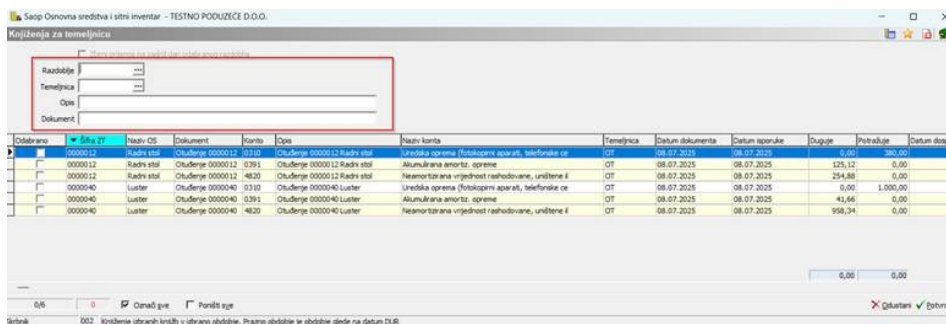 Saop Osnovna sredstva i sitni inventar - TESTNO PODUZEĆE D.O.O.
Knjiženja za temeljnicu
Razdoblje
Temeljnica
Opis
Dokument
Odabrano Šifra ZT Naziv OS Dokument Konto Opis Naziv konta Temeljnica Datum dokumenta Datum isporuke Duguje Potražuje Datum dosp
0000012 Radni stol Otuđenje 0000012 0310 Otuđenje 0000012 Radni stol Uredska oprema (fotokopirni aparati, telefonske ce OT 08.07.2025 08.07.2025 0,00 380,00
0000012 Radni stol Otuđenje 0000012 0391 Otuđenje 0000012 Radni stol Akumulirana amortiz. opreme OT 08.07.2025 08.07.2025 125,12 0,00
0000012 Radni stol Otuđenje 0000012 4820 Otuđenje 0000012 Radni stol Neamortizirana vrijednost rashodovane, uništene il OT 08.07.2025 08.07.2025 254,88 0,00
0000040 Luster Otuđenje 0000040 0310 Otuđenje 0000040 Luster Uredska oprema (fotokopirni aparati, telefonske ce OT 08.07.2025 08.07.2025 0,00 1.000,00
0000040 Luster Otuđenje 0000040 0391 Otuđenje 0000040 Luster Akumulirana amortiz. opreme OT 08.07.2025 08.07.2025 41,66 0,00
0000040 Luster Otuđenje 0000040 4820 Otuđenje 0000040 Luster Neamortizirana vrijednost rashodovane, uništene il OT 08.07.2025 08.07.2025 958,34 0,00
0,00 0,00
0/6 0 Označi sve Poništi sve Odustani Potvrdi
Skrbnik 002 Knjiženje izbranih knjižb v izbrano obdobje. Prazno obdobje je obdobje glede na datum DUR